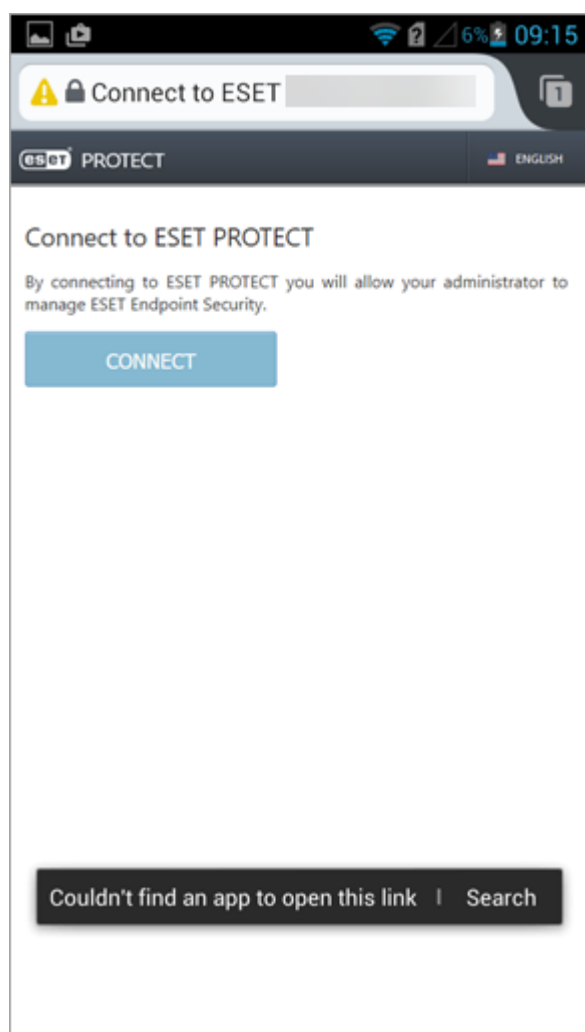 6% 09:15
Connect to ESET
1
eseT PROTECT ENGLISH
Connect to ESET PROTECT
By connecting to ESET PROTECT you will allow your administrator to
manage ESET Endpoint Security.
CONNECT
Couldn't find an app to open this link | Search